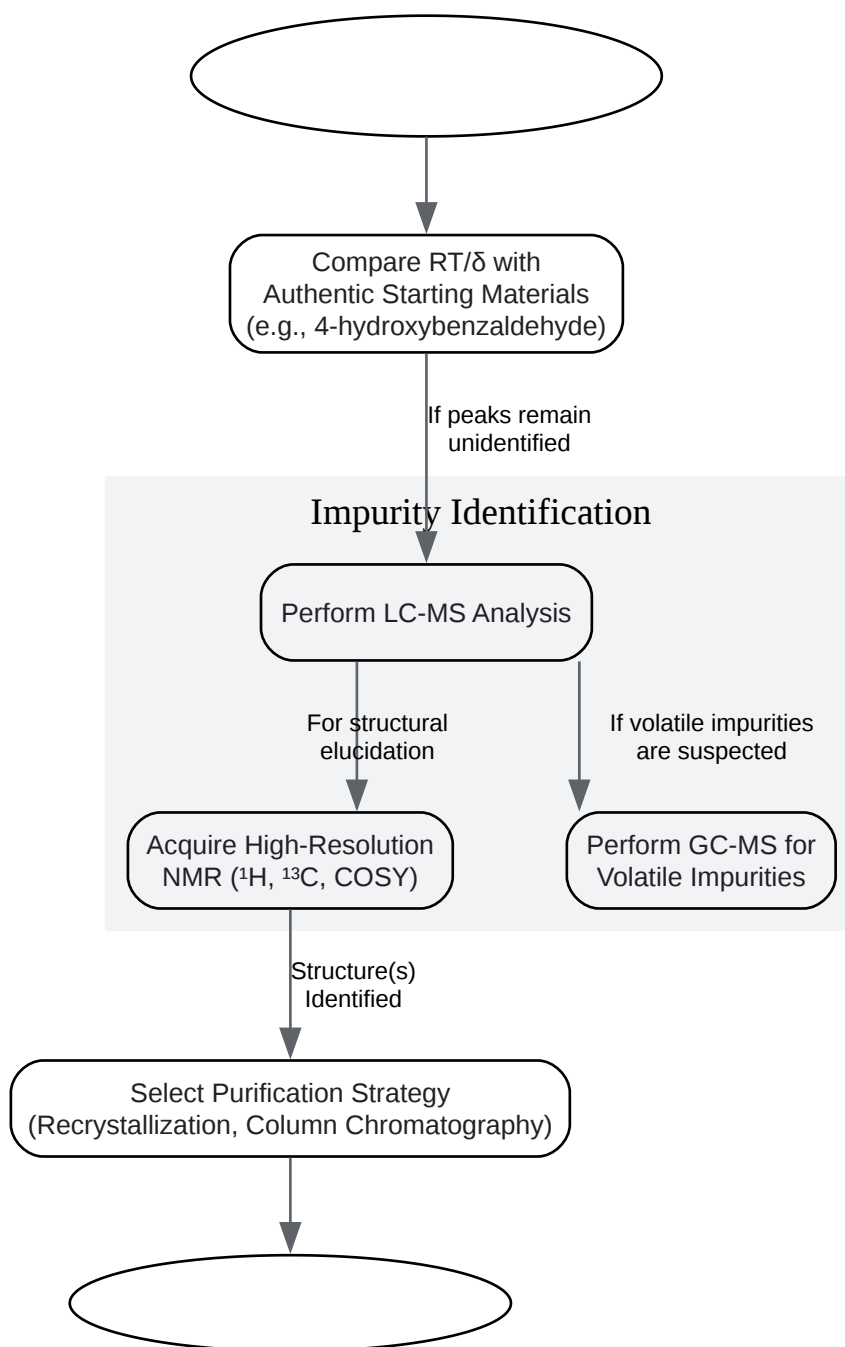 Compare RT/δ with
Authentic Starting Materials
(e.g., 4-hydroxybenzaldehyde)
If peaks remain
unidentified
Impurity Identification
Perform LC-MS Analysis
For structural
elucidation
If volatile impurities
are suspected
Acquire High-Resolution
NMR (¹H, ¹³C, COSY)
Perform GC-MS for
Volatile Impurities
Structure(s)
Identified
Select Purification Strategy
(Recrystallization, Column Chromatography)